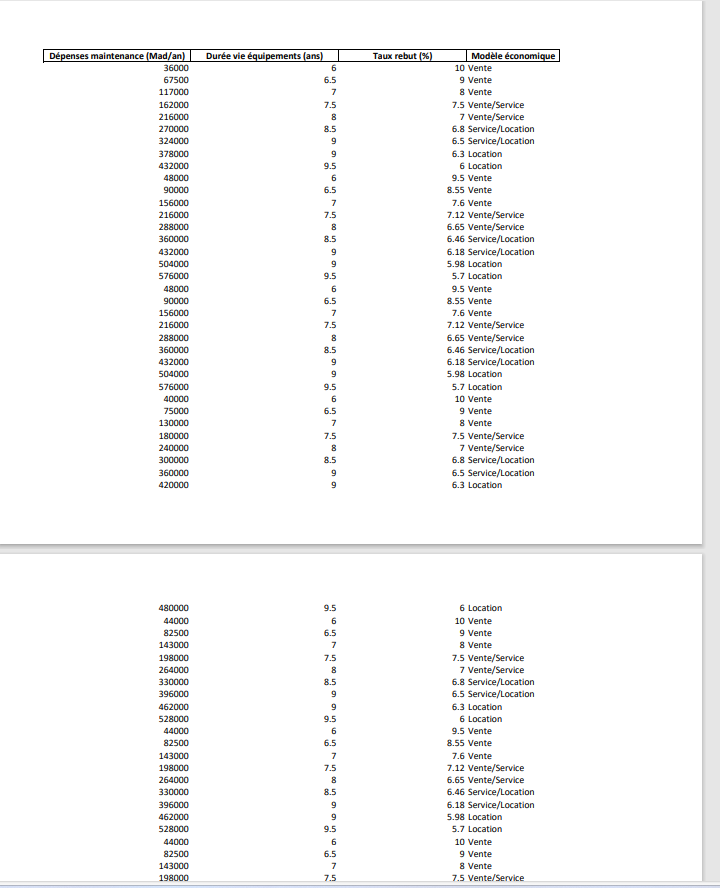 Dépenses maintenance (Mad/an) Durée vie équipements (ans) Taux rebut (%) Modèle économique
36000 6 10 Vente
67500 6.5 9 Vente
117000 7 8 Vente
162000 7.5 7.5 Vente/Service
216000 8 7 Vente/Service
270000 8.5 6.8 Service/Location
324000 9 6.5 Service/Location
378000 9 6.3 Location
432000 9.5 6 Location
48000 6 9.5 Vente
90000 6.5 8.55 Vente
156000 7 7.6 Vente
216000 7.5 7.12 Vente/Service
288000 8 6.65 Vente/Service
360000 8.5 6.46 Service/Location
432000 9 6.18 Service/Location
504000 9 5.98 Location
576000 9.5 5.7 Location
48000 6 9.5 Vente
90000 6.5 8.55 Vente
156000 7 7.6 Vente
216000 7.5 7.12 Vente/Service
288000 8 6.65 Vente/Service
360000 8.5 6.46 Service/Location
432000 9 6.18 Service/Location
504000 9 5.98 Location
576000 9.5 5.7 Location
40000 6 10 Vente
75000 6.5 9 Vente
130000 7 8 Vente
180000 7.5 7.5 Vente/Service
240000 8 7 Vente/Service
300000 8.5 6.8 Service/Location
360000 9 6.5 Service/Location
420000 9 6.3 Location
480000 9.5 6 Location
44000 6 10 Vente
82500 6.5 9 Vente
143000 7 8 Vente
198000 7.5 7.5 Vente/Service
264000 8 7 Vente/Service
330000 8.5 6.8 Service/Location
396000 9 6.5 Service/Location
462000 9 6.3 Location
528000 9.5 6 Location
44000 6 9.5 Vente
82500 6.5 8.55 Vente
143000 7 7.6 Vente
198000 7.5 7.12 Vente/Service
264000 8 6.65 Vente/Service
330000 8.5 6.46 Service/Location
396000 9 6.18 Service/Location
462000 9 5.98 Location
528000 9.5 5.7 Location
44000 6 10 Vente
82500 6.5 9 Vente
143000 7 8 Vente
198000 7.5 7.5 Vente/Service